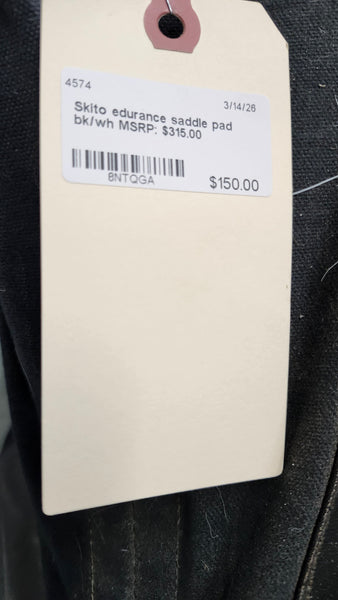 4574 3/14/26
Skito edurance saddle pad
bk/wh MSRP: $315.00
8NTQGA $150.00